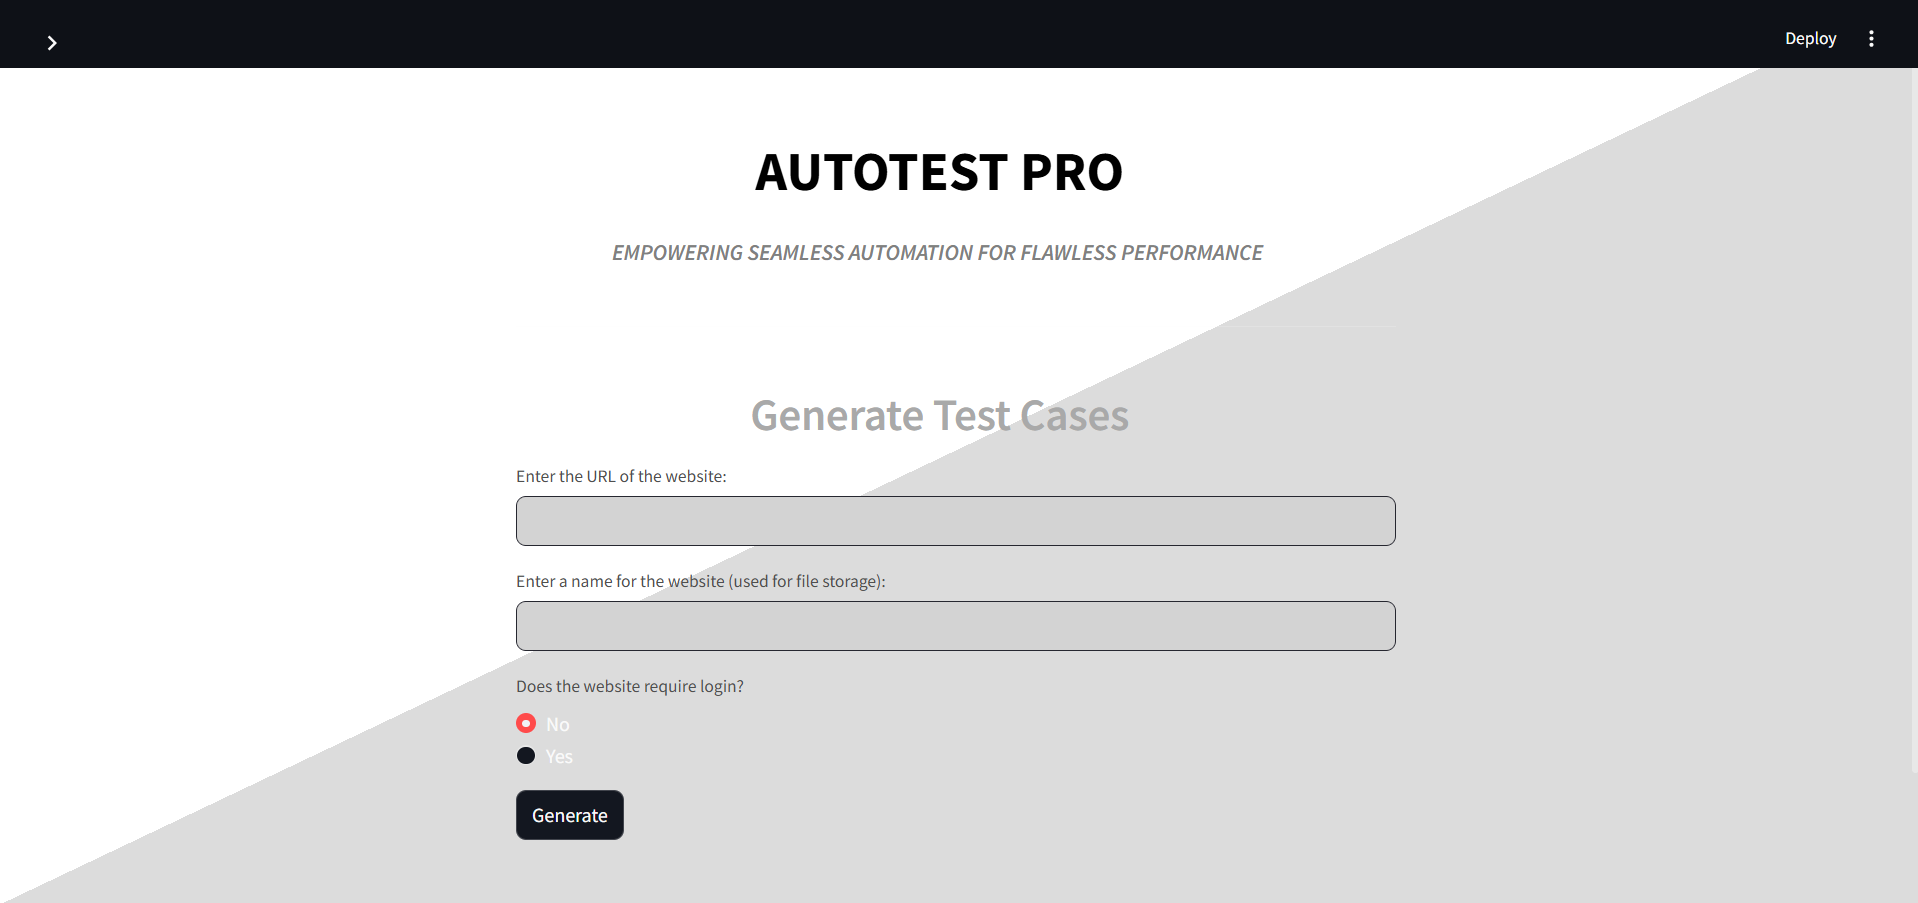 Deploy
AUTOTEST PRO
EMPOWERING SEAMLESS AUTOMATION FOR FLAWLESS PERFORMANCE
Generate Test Cases
Enter the URL of the website:
Enter a name for the website (used for file storage):
Does the website require login?
No
Yes
Generate